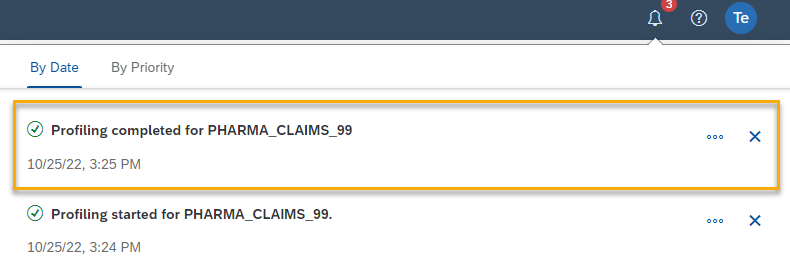 3
Te
By Date
By Priority
Profiling completed for PHARMA_CLAIMS_99
10/25/22, 3:25 PM
Profiling started for PHARMA_CLAIMS_99.
10/25/22, 3:24 PM